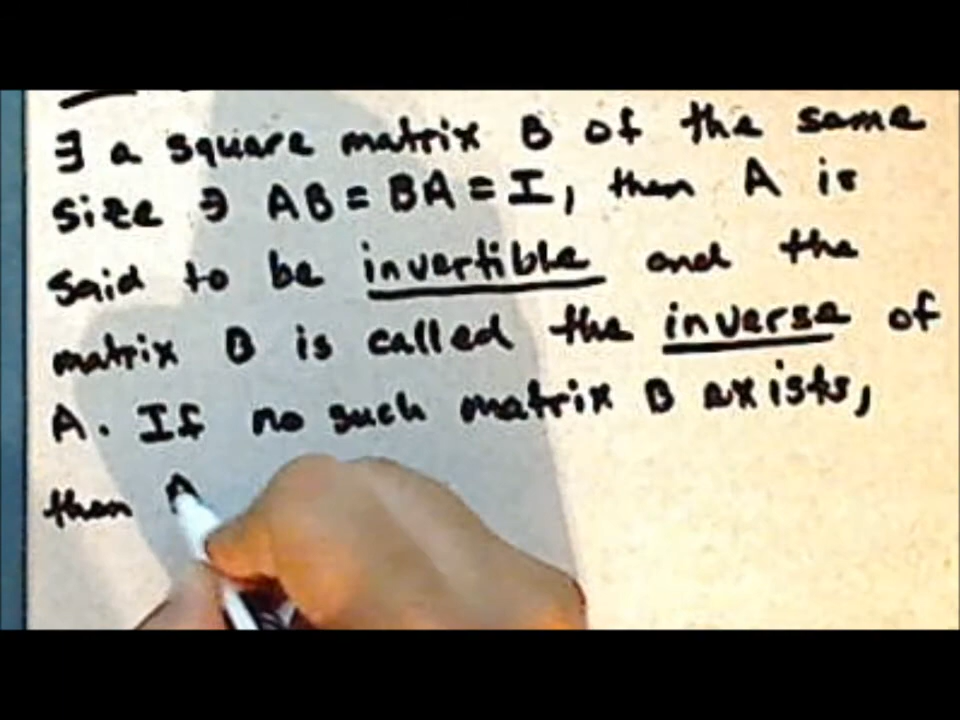 ∃ a square matrix B of the same
size ∋ AB = BA = I, then A is
said to be invertible and the
matrix B is called the inverse of
A. If no such matrix B exists,
then A